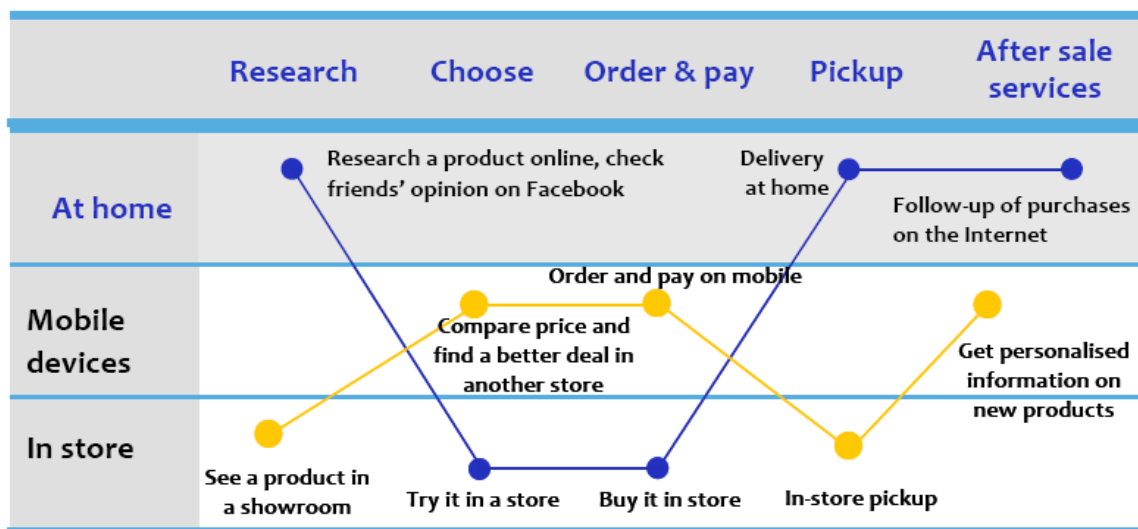 Research
Choose
Order & pay
Pickup
After sale
services
At home
Research a product online, check
friends' opinion on Facebook
Delivery
at home
Follow-up of purchases
on the Internet
Mobile
devices
Order and pay on mobile
Compare price and
find a better deal in
another store
Get personalised
information on
new products
In store
See a product in
a showroom
Try it in a store
Buy it in store
In-store pickup